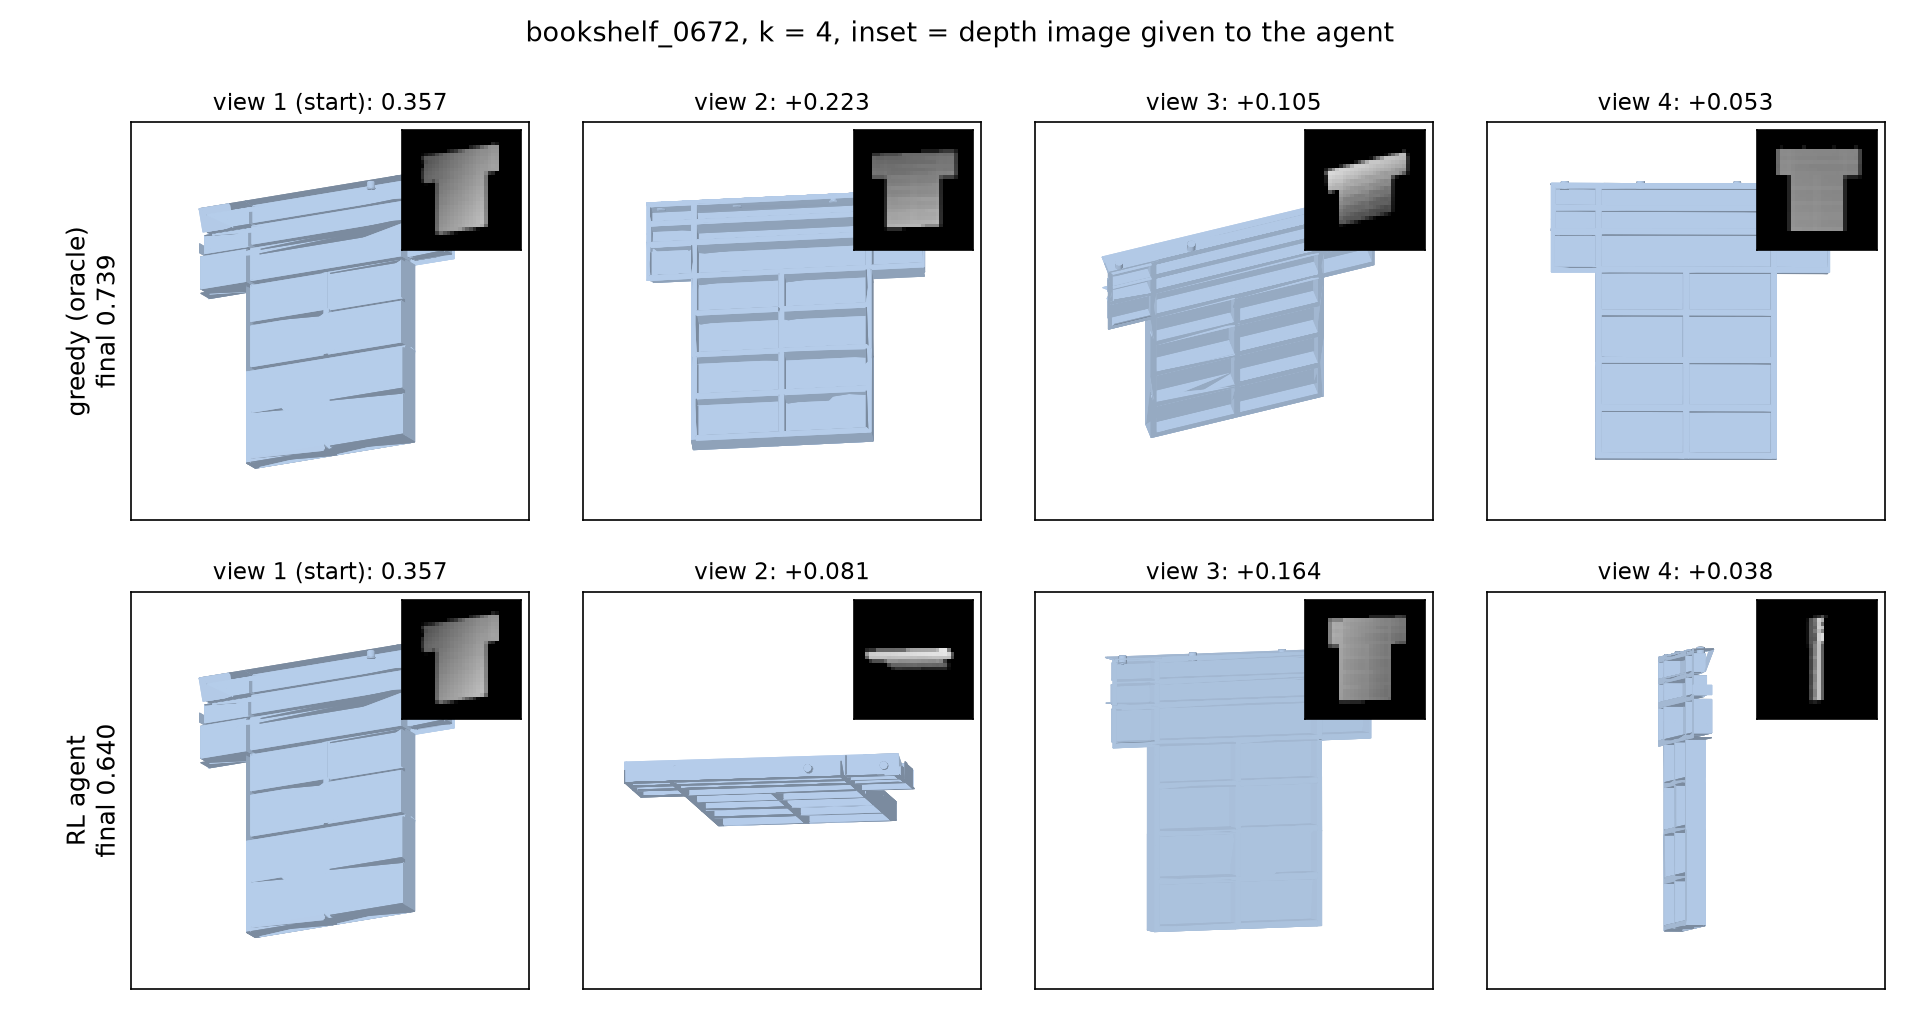 bookshelf_0672, k = 4, inset = depth image given to the agent
view 1 (start): 0.357
view 2: +0.223
view 3: +0.105
view 4: +0.053
greedy (oracle)
final 0.739
view 1 (start): 0.357
view 2: +0.081
view 3: +0.164
view 4: +0.038
RL agent
final 0.640